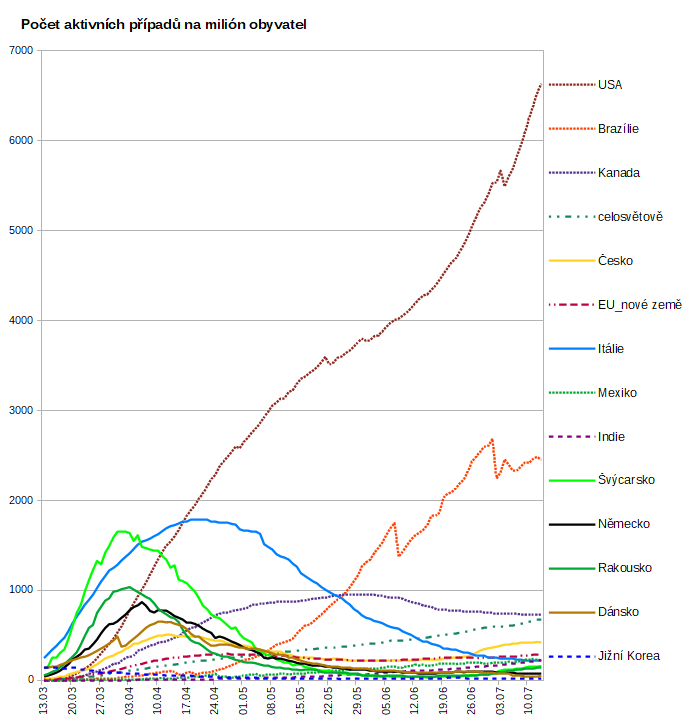 Počet aktivních případů na milión obyvatel
7000
6000
5000
4000
3000
2000
1000
0
13.03
20.03
27.03
03.04
10.04
17.04
24.04
01.05
08.05
15.05
22.05
29.05
05.06
12.06
19.06
26.06
03.07
10.07
USA
Brazílie
Kanada
celosvětově
Česko
EU_nové země
Itálie
Mexiko
Indie
Švýcarsko
Německo
Rakousko
Dánsko
Jižní Korea